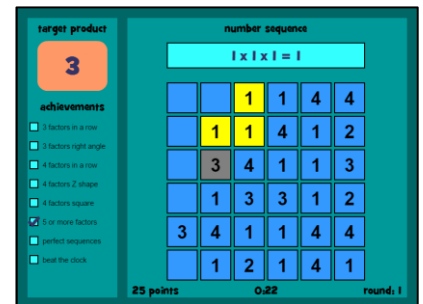 target product
3
achievements
3 factors in a row
3 factors right angle
4 factors in a row
4 factors Z shape
4 factors square
5 or more factors
perfect sequences
beat the clock
number sequence
1 x 1 x 1 = 1
1 1 4 4
1 1 4 1 2
3 4 1 1 3
1 3 3 1 2
3 4 1 1 4 4
1 2 1 4 1
25 points 0:22 round: 1